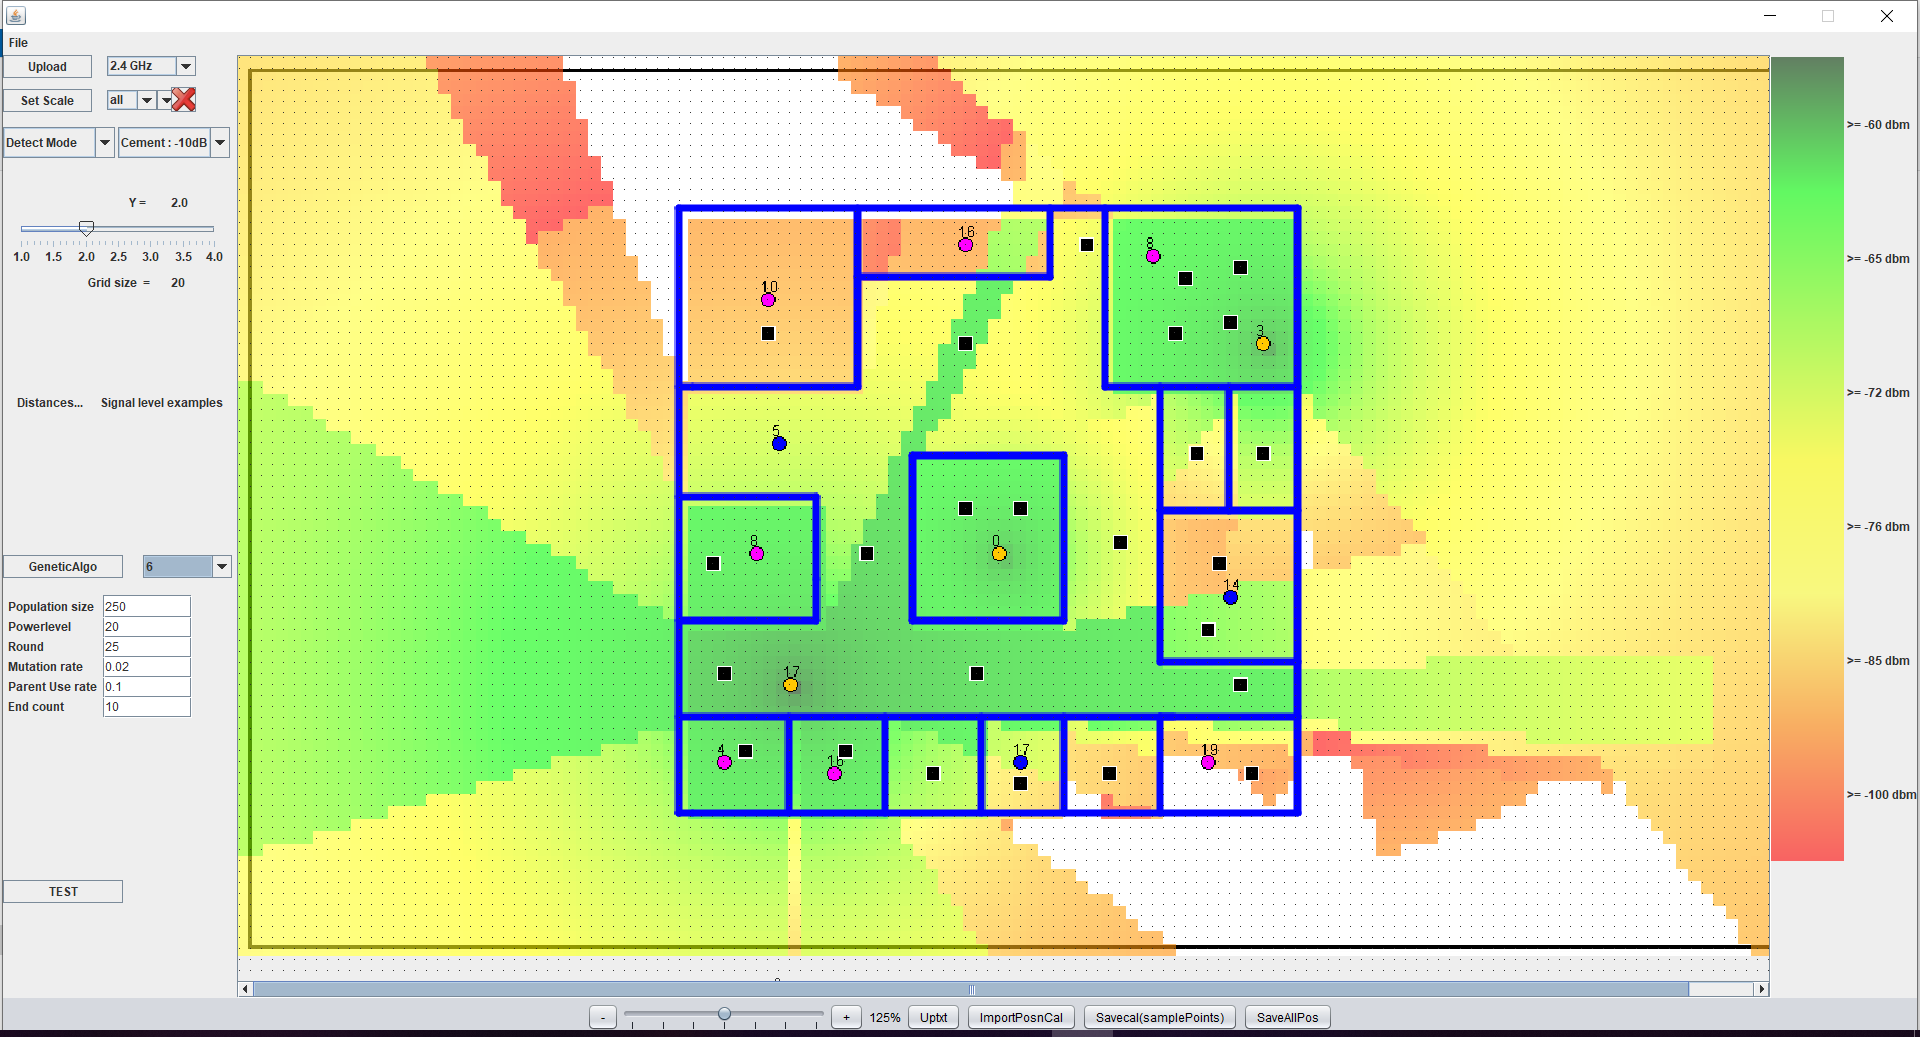 File
Upload
2.4 GHz
Set Scale
all
Detect Mode
Cement : -10dB
Y = 2.0
1.0 1.5 2.0 2.5 3.0 3.5 4.0
Grid size = 20
Distances... Signal level examples
GeneticAlgo
6
Population size 250
Powerlevel 20
Round 25
Mutation rate 0.02
Parent Use rate 0.1
End count 10
TEST
16
8
10
3
5
8
0
14
17
4
16
17
19
>= -60 dbm
>= -65 dbm
>= -72 dbm
>= -76 dbm
>= -85 dbm
>= -100 dbm
- + 125% Uptxt ImportPosnCal Savecal(samplePoints) SaveAllPos